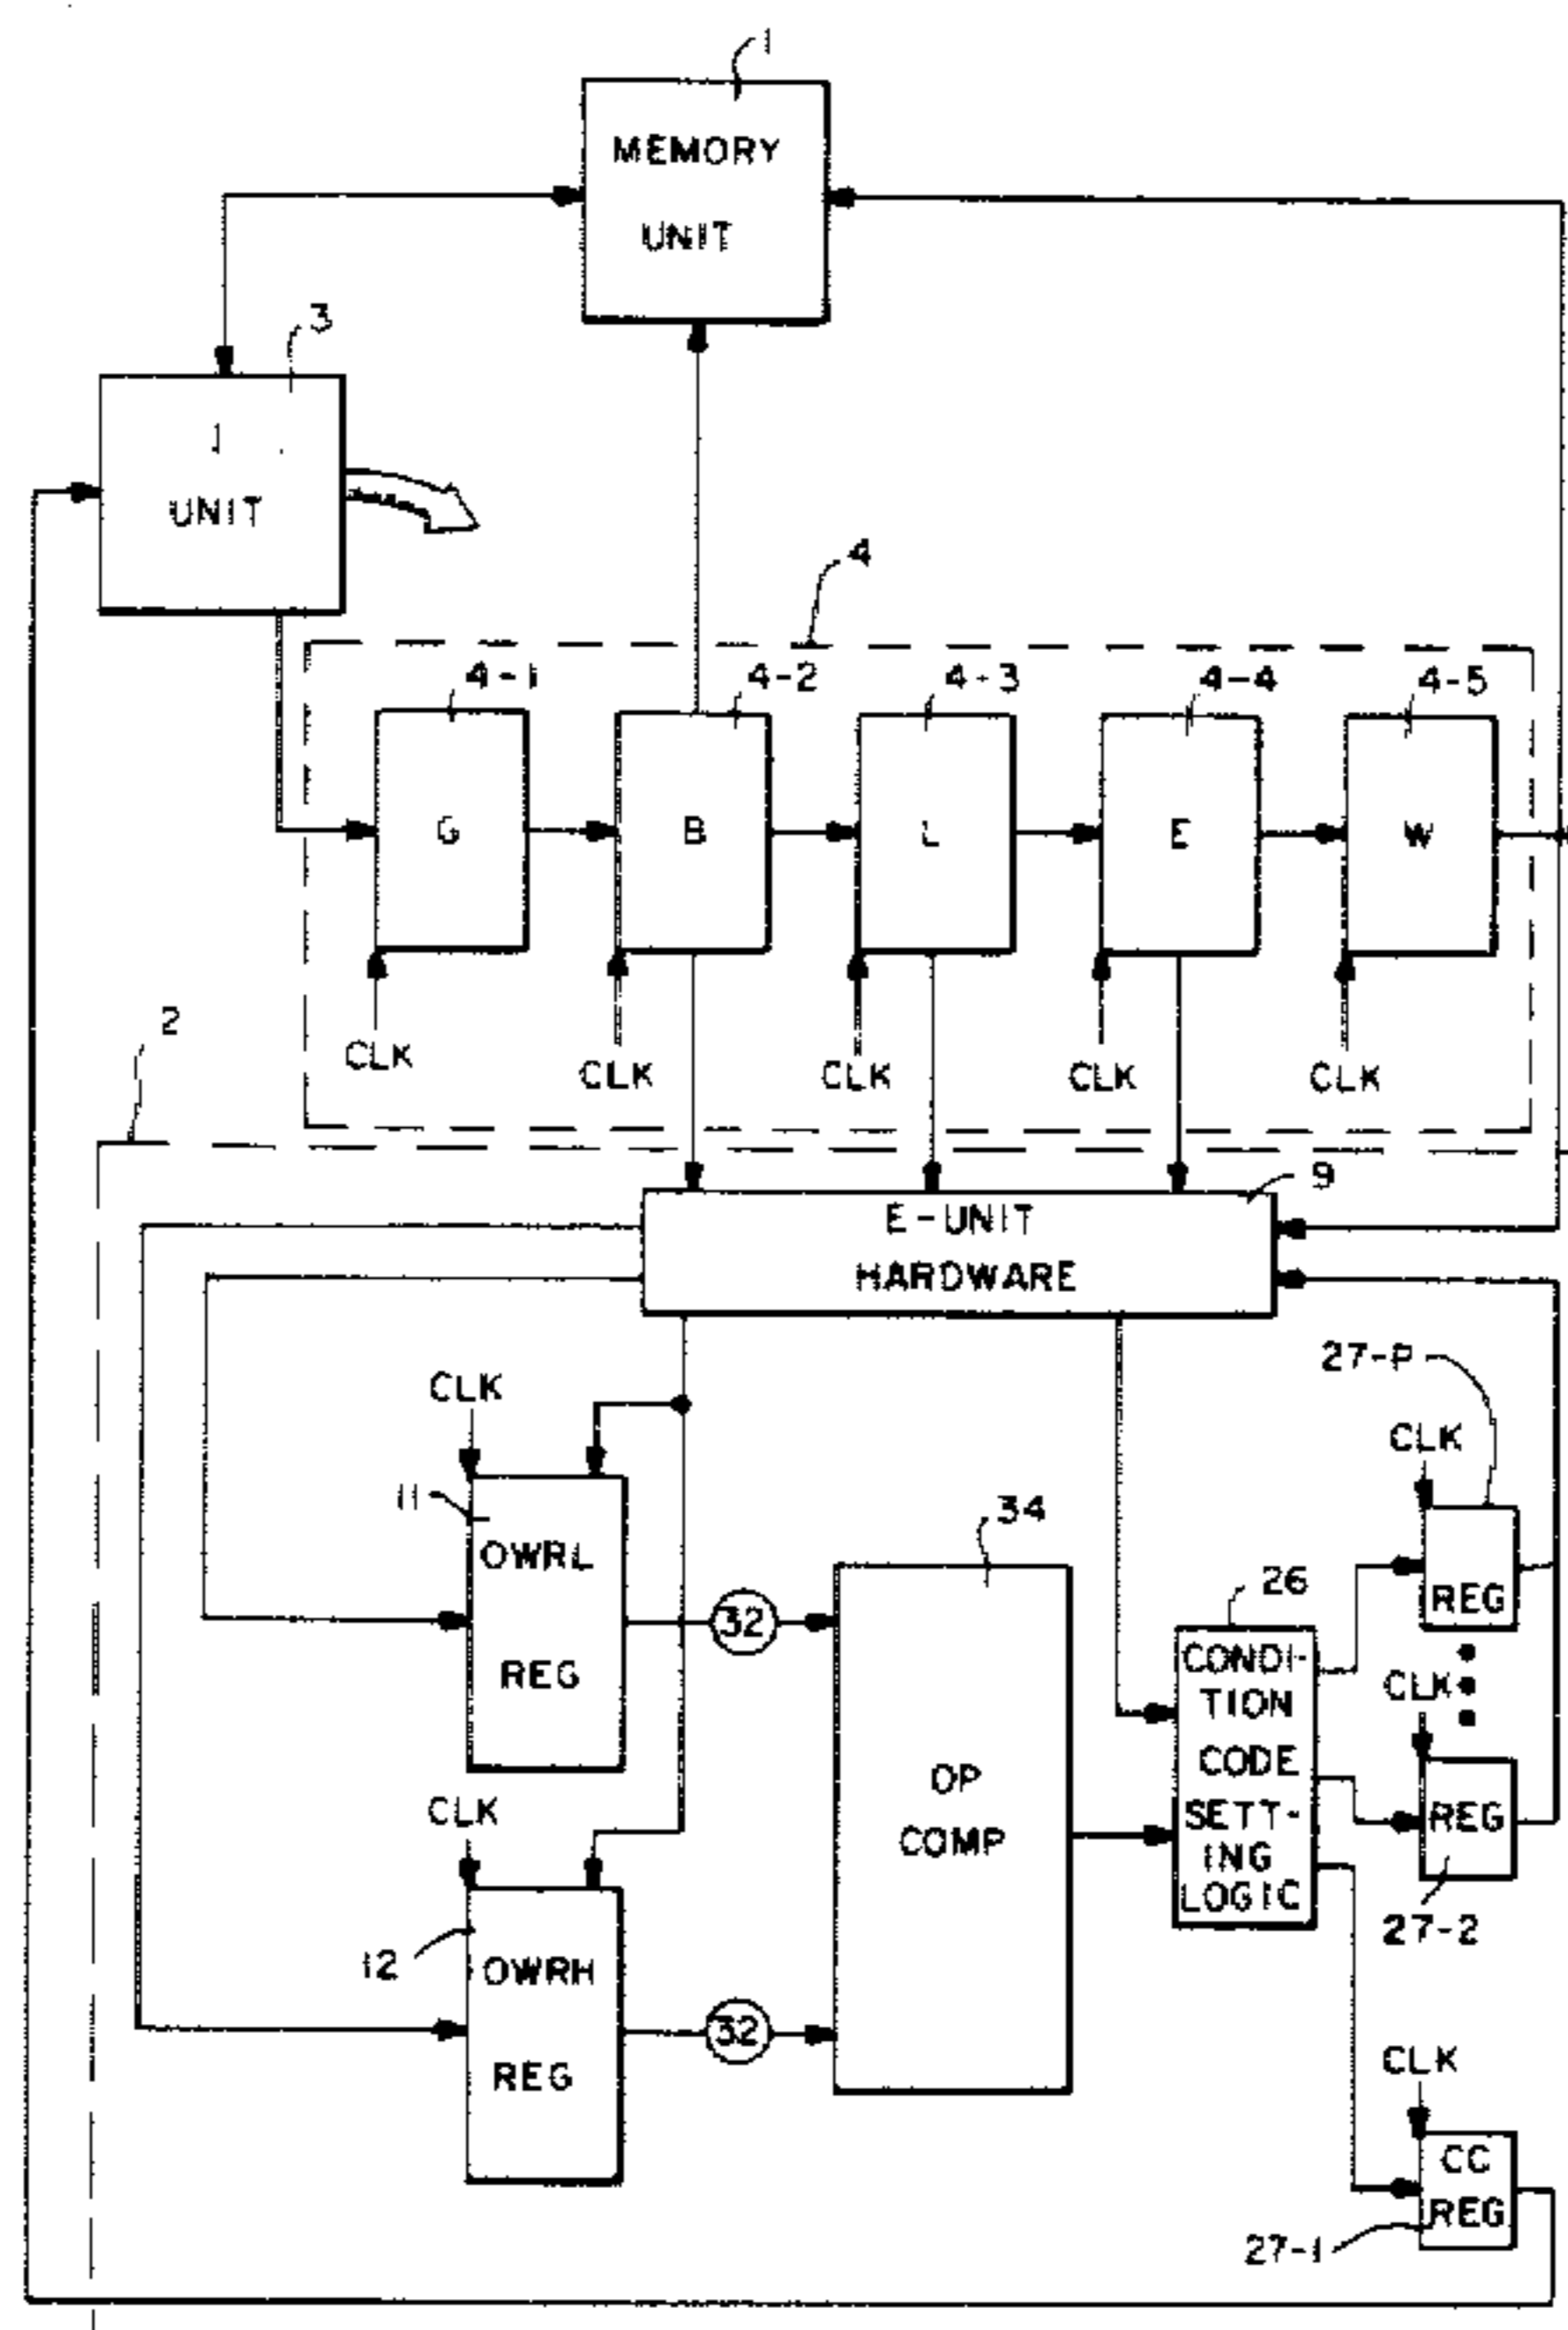 1
MEMORY
UNIT
3
I
UNIT
4
4-1
4-2
4-3
4-4
4-5
G
B
L
E
W
2
CLK
CLK
CLK
CLK
CLK
9
E-UNIT
HARDWARE
27-P
CLK
CLK
11
OWRL
REG
32
34
26
REG
CONDI-
TION
CODE
SETT-
ING
LOGIC
CLK
REG
27-2
OP
COMP
CLK
12
OWRH
REG
32
CLK
CC
REG
27-1